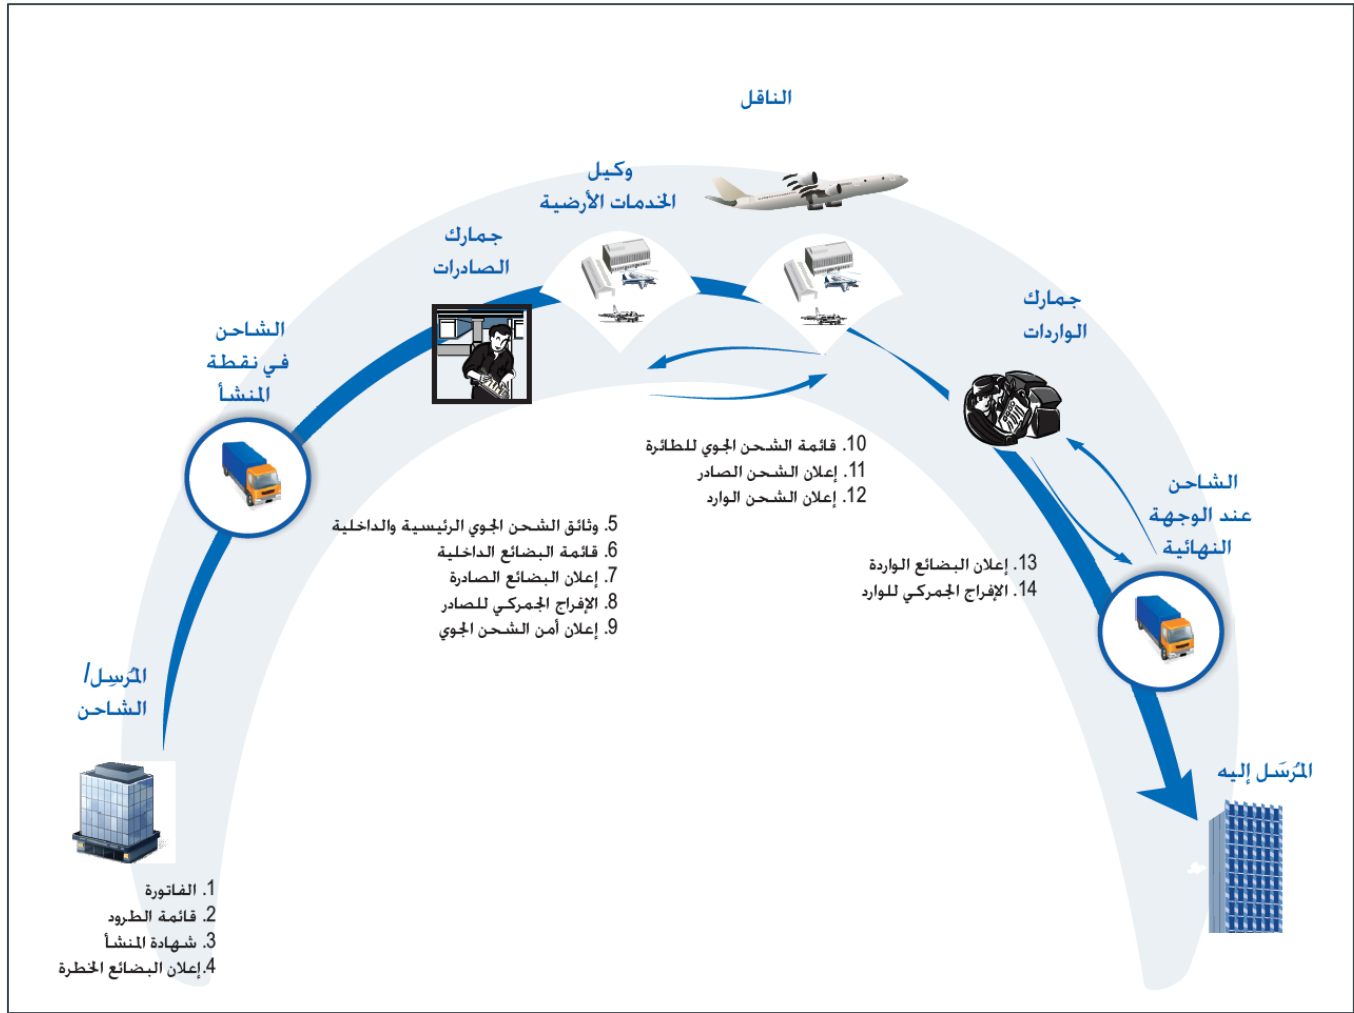 الناقل
وكيل
الخدمات الأرضية
جمارك
الصادرات
الشاحن
في نقطة
المنشأ
المُرسِل/
الشاحن
1. الفاتورة
2. قائمة الطرود
3. شهادة المنشأ
4.إعلان البضائع الخطرة
5. وثائق الشحن الجوي الرئيسية والداخلية
6. قائمة البضائع الداخلية
7. إعلان البضائع الصادرة
8. الإفراج الجمركي للصادر
9. إعلان أمن الشحن الجوي
10. قائمة الشحن الجوي للطائرة
11. إعلان الشحن الصادر
12. إعلان الشحن الوارد
جمارك
الواردات
13. إعلان البضائع الواردة
14. الإفراج الجمركي للوارد
الشاحن
عند الوجهة
النهائية
المُرسَل إليه